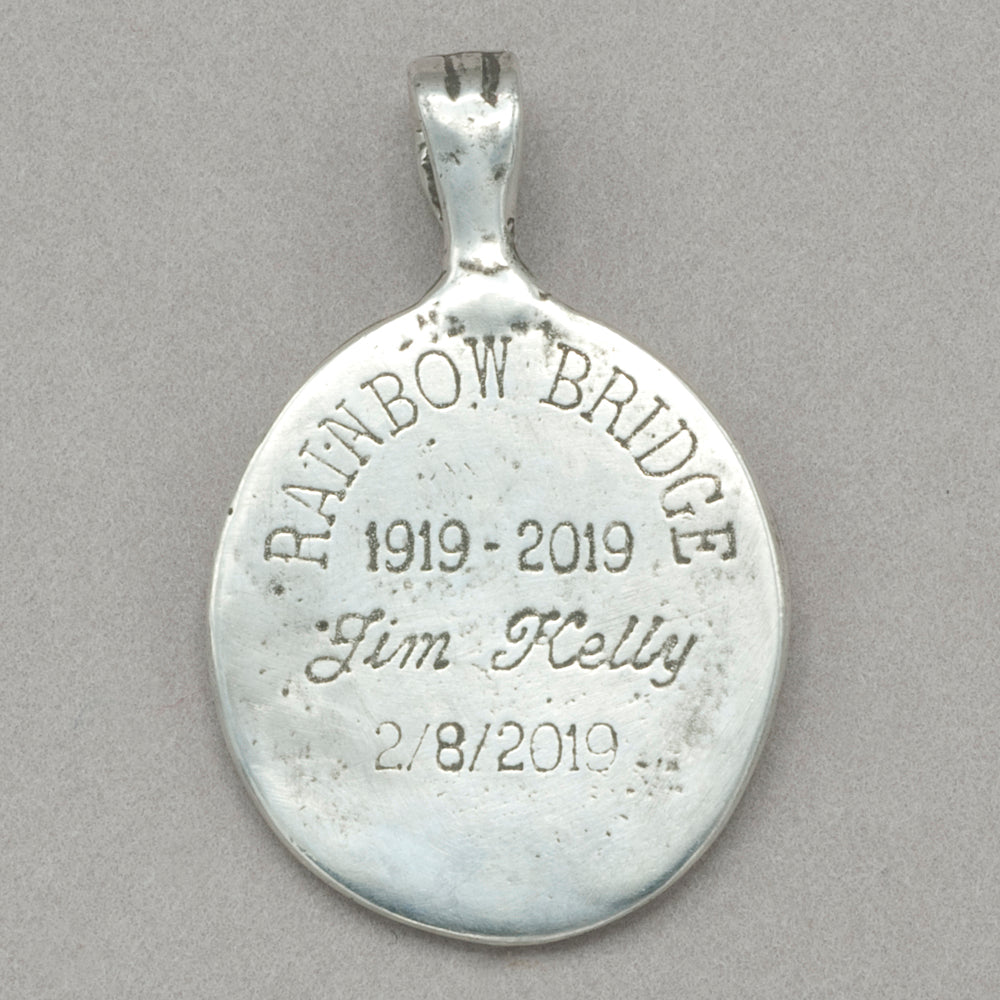 RAINBOW BRIDGE
1919 - 2019
Jim Kelly
2/8/2019